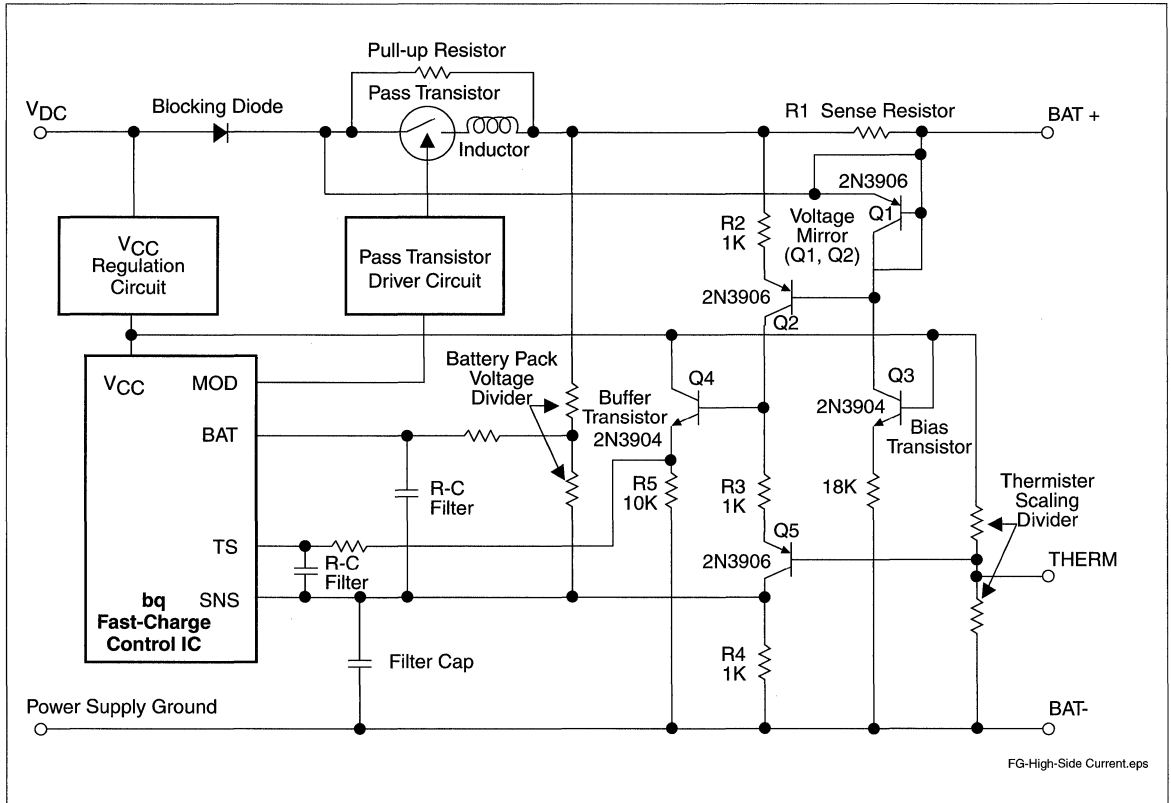 Pull-up Resistor
Pass Transistor
VDC
Blocking Diode
Inductor
R1 Sense Resistor
BAT +
2N3906
Q1
Voltage
Mirror
(Q1, Q2)
R2
1K
VCC
Regulation
Circuit
Pass Transistor
Driver Circuit
2N3906
Q2
VCC
MOD
Battery Pack
Voltage
Divider
Buffer
Transistor
2N3904
Q4
Q3
2N3904
Bias
Transistor
BAT
R-C
Filter
R5
10K
R3
1K
18K
Thermister
Scaling
Divider
Q5
2N3906
TS
R-C
Filter
THERM
SNS
bq
Fast-Charge
Control IC
Filter Cap
R4
1K
Power Supply Ground
BAT-
FG-High-Side Current.eps